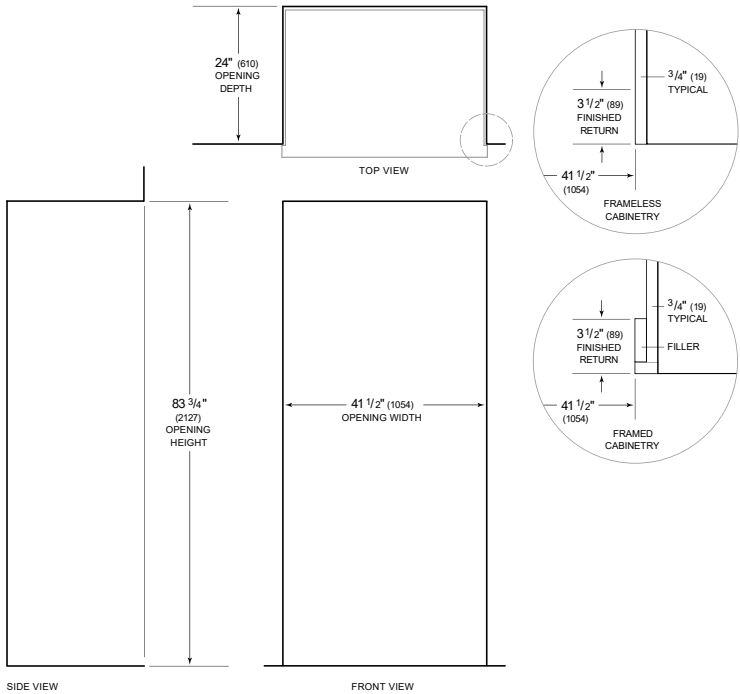 24" (610)
OPENING
DEPTH
TOP VIEW
3/4" (19)
TYPICAL
3 1/2" (89)
FINISHED
RETURN
41 1/2"
(1054)
FRAMELESS
CABINETRY
3/4" (19)
TYPICAL
3 1/2" (89)
FINISHED
RETURN
FILLER
41 1/2"
(1054)
FRAMED
CABINETRY
83 3/4"
(2127)
OPENING
HEIGHT
41 1/2" (1054)
OPENING WIDTH
SIDE VIEW
FRONT VIEW